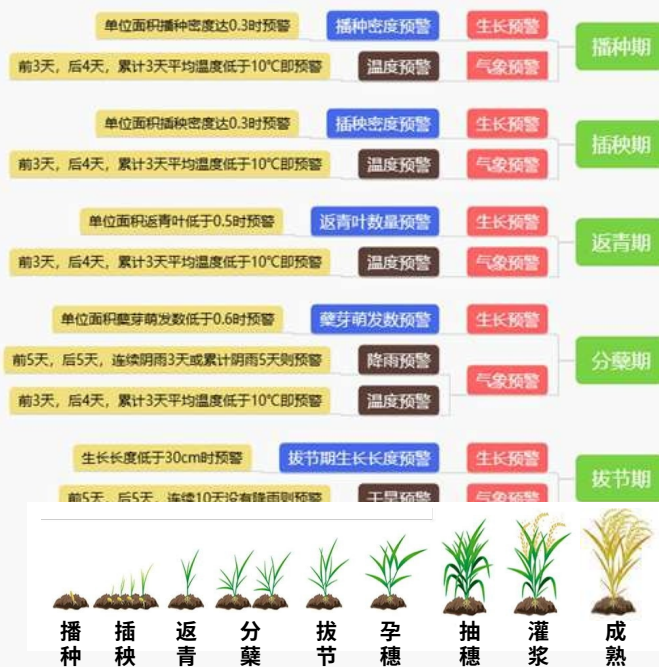 单位面积播种密度达0.3时预警 播种密度预警 生长预警
播种期
前3天，后4天，累计3天平均温度低于10℃即预警 温度预警 气象预警
单位面积插秧密度达0.3时预警 插秧密度预警 生长预警
插秧期
前3天，后4天，累计3天平均温度低于10℃即预警 温度预警 气象预警
单位面积返青叶低于0.5时预警 返青叶数量预警 生长预警
返青期
前3天，后4天，累计3天平均温度低于10℃即预警 温度预警 气象预警
单位面积蘖芽萌发数低于0.6时预警 蘖芽萌发数预警 生长预警
前5天，后5天，连续阴雨3天或累计阴雨5天则预警 降雨预警
分蘖期
气象预警
前3天，后4天，累计3天平均温度低于10℃即预警 温度预警
生长长度低于30cm时预警 拔节期生长长度预警 生长预警
拔节期
前5天，后5天，连续10天没有降雨则预警 干旱预警 气象预警
播种 插秧 返青 分蘖 拔节 孕穗 抽穗 灌浆 成熟